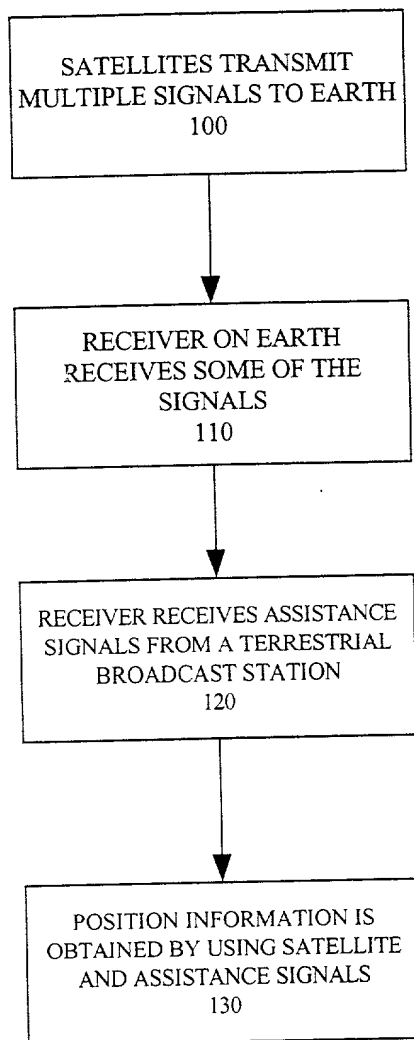 SATELLITES TRANSMIT
MULTIPLE SIGNALS TO EARTH
100
RECEIVER ON EARTH
RECEIVES SOME OF THE
SIGNALS
110
RECEIVER RECEIVES ASSISTANCE
SIGNALS FROM A TERRESTRIAL
BROADCAST STATION
120
POSITION INFORMATION IS
OBTAINED BY USING SATELLITE
AND ASSISTANCE SIGNALS
130